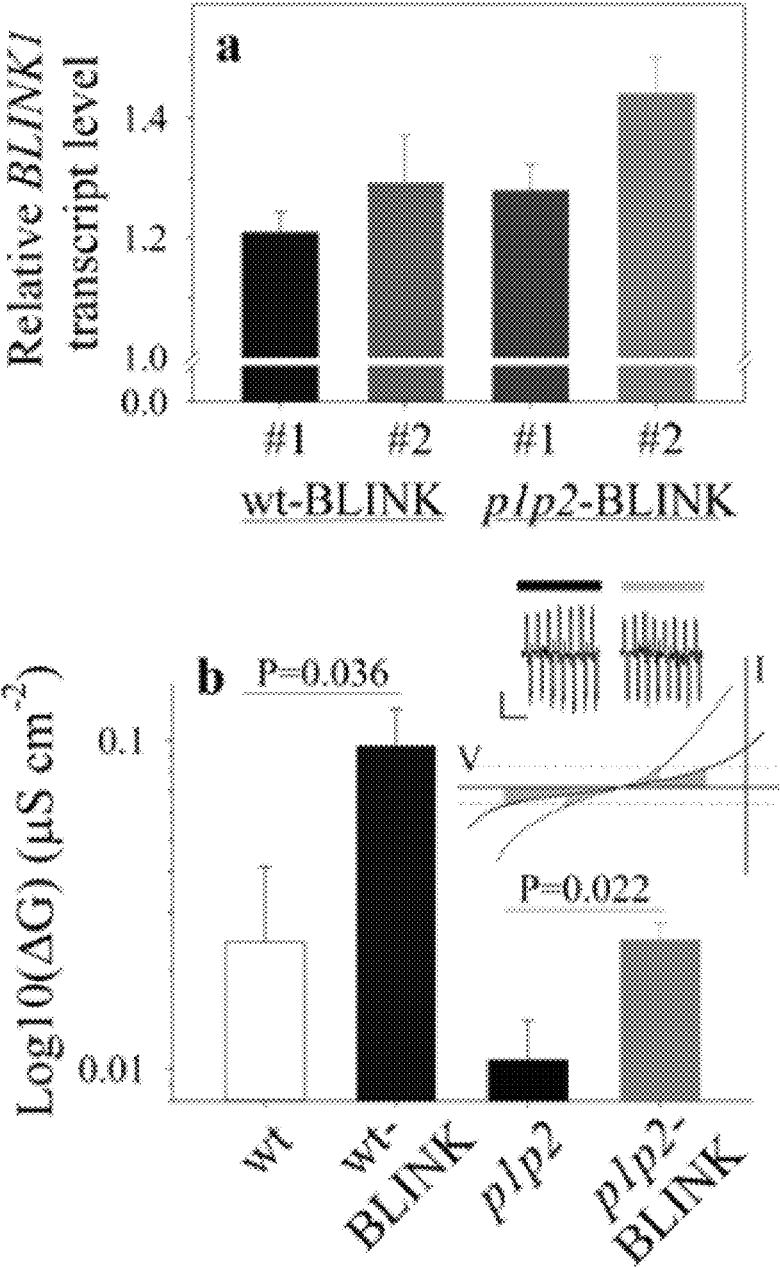 a
Relative BLINK1
transcript level
1.4
1.2
1.0
0.0
#1 #2 #1 #2
wt-BLINK p1p2-BLINK
b
Log10(ΔG) (µS cm⁻²)
P=0.036
I
0.1
V
P=0.022
0.01
wt
wt-
BLINK
p1p2
p1p2-
BLINK